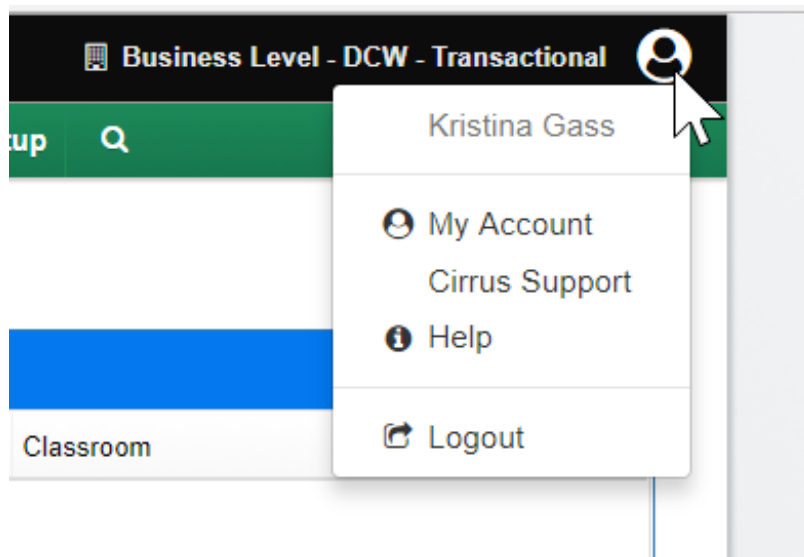 Business Level - DCW - Transactional
Kristina Gass
tup
My Account
Cirrus Support
Help
Classroom
Logout